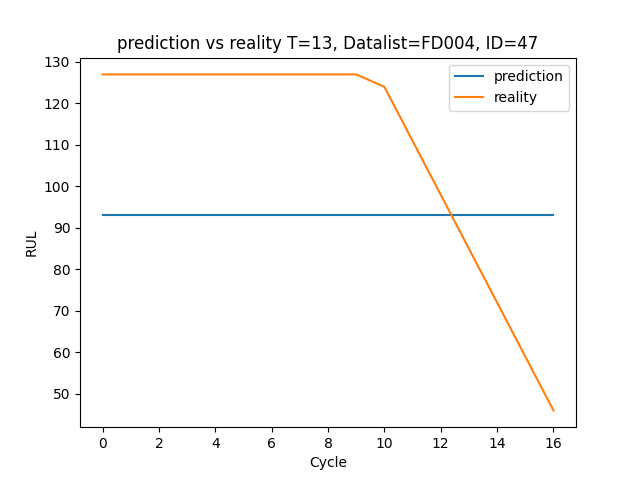 prediction vs reality T=13, Datalist=FD004, ID=47
prediction
reality
RUL
130
120
110
100
90
80
70
60
50
0 2 4 6 8 10 12 14 16
Cycle